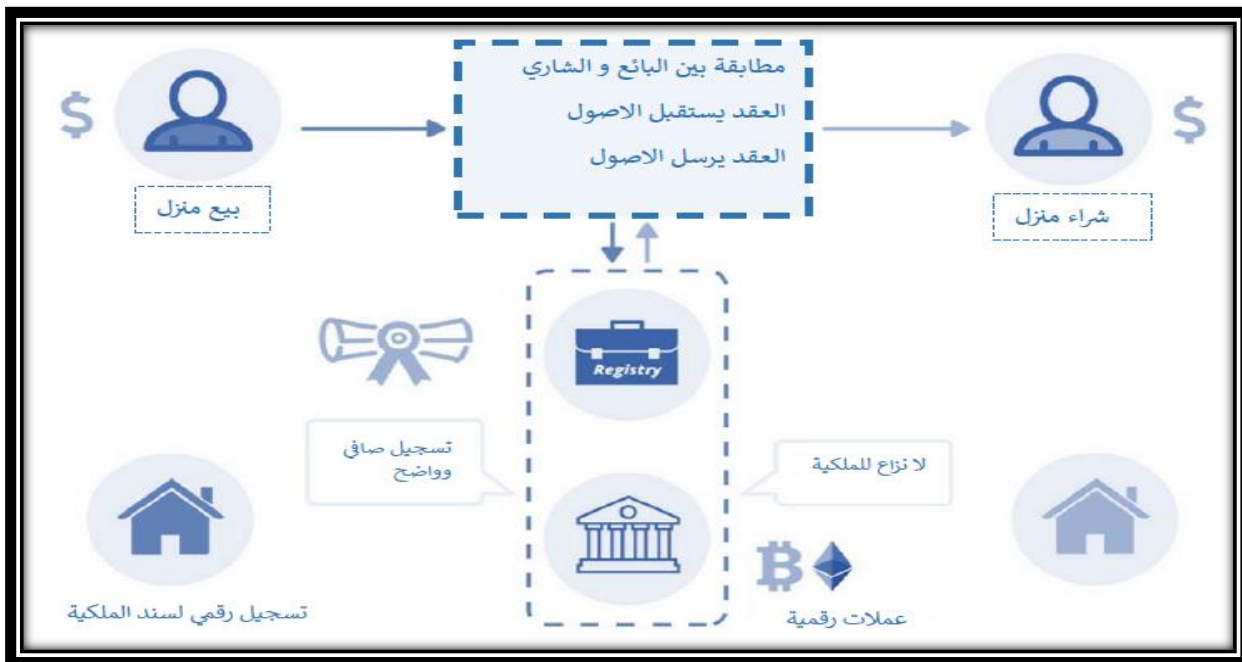 مطابقة بين البائع و الشاري
العقد يستقبل الاصول
العقد يرسل الاصول
$
$
بيع منزل
شراء منزل
Registry
تسجيل صافي
وواضح
لا نزاع للملكية
تسجيل رقمي لسند الملكية
عملات رقمية